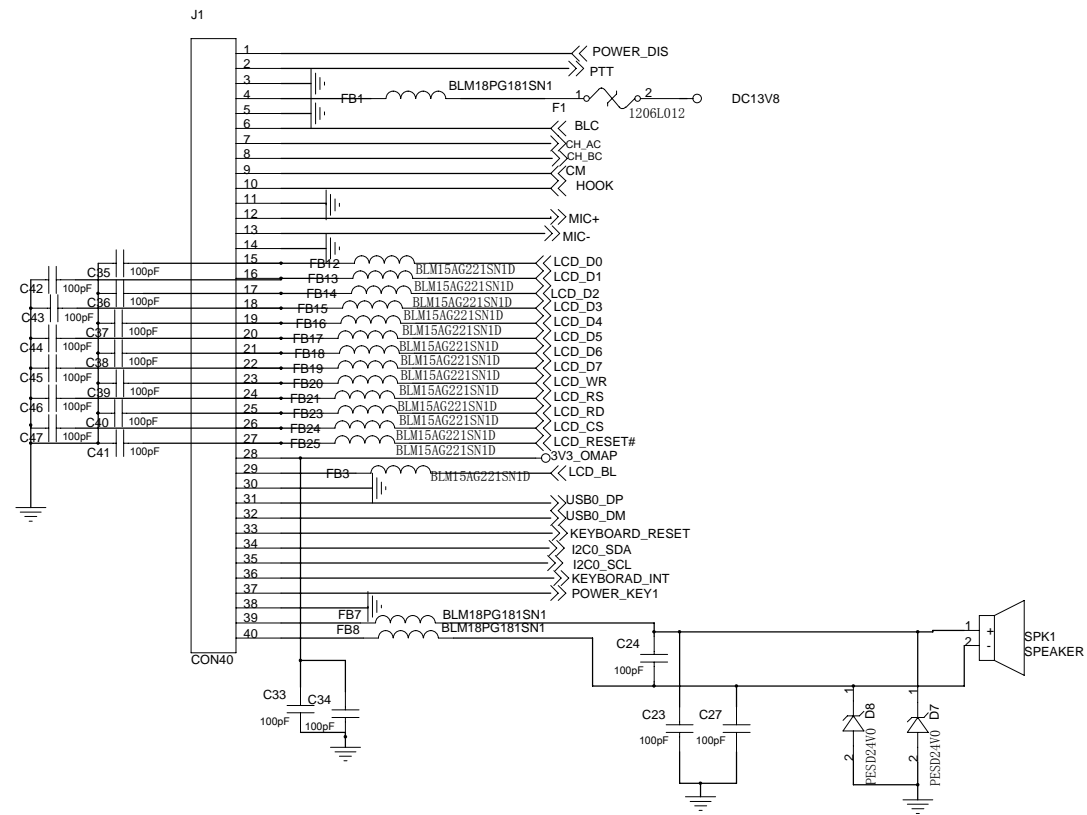 J1
1 POWER_DIS
2 PTT
3
4 FB1 BLM18PG181SN1 F1 1 2 1206L012 DC13V8
5
6 BLC
7 CH_AC
8 CH_BC
9 CM
10 HOOK
11
12 MIC+
13 MIC-
14
15 FB12 BLM15AG221SN1D LCD_D0
16 FB13 BLM15AG221SN1D LCD_D1
17 FB14 BLM15AG221SN1D LCD_D2
18 FB15 BLM15AG221SN1D LCD_D3
19 FB16 BLM15AG221SN1D LCD_D4
20 FB17 BLM15AG221SN1D LCD_D5
21 FB18 BLM15AG221SN1D LCD_D6
22 FB19 BLM15AG221SN1D LCD_D7
23 FB20 BLM15AG221SN1D LCD_WR
24 FB21 BLM15AG221SN1D LCD_RS
25 FB23 BLM15AG221SN1D LCD_RD
26 FB24 BLM15AG221SN1D LCD_CS
27 FB25 BLM15AG221SN1D LCD_RESET#
28 3V3_OMAP
29 FB3 BLM15AG221SN1D LCD_BL
30
31 USB0_DP
32 USB0_DM
33 KEYBOARD_RESET
34 I2C0_SDA
35 I2C0_SCL
36 KEYBORAD_INT
37 POWER_KEY1
38
39 FB7 BLM18PG181SN1
40 FB8 BLM18PG181SN1
CON40
C35 100pF
C42 100pF
C36 100pF
C43 100pF
C37 100pF
C44 100pF
C38 100pF
C45 100pF
C39 100pF
C46 100pF
C40 100pF
C47 100pF
C41 100pF
C33 100pF
C34 100pF
C24 100pF
C23 100pF
C27 100pF
1 2 D8 PESD24V0
1 2 D7 PESD24V0
1 + SPK1
2 - SPEAKER